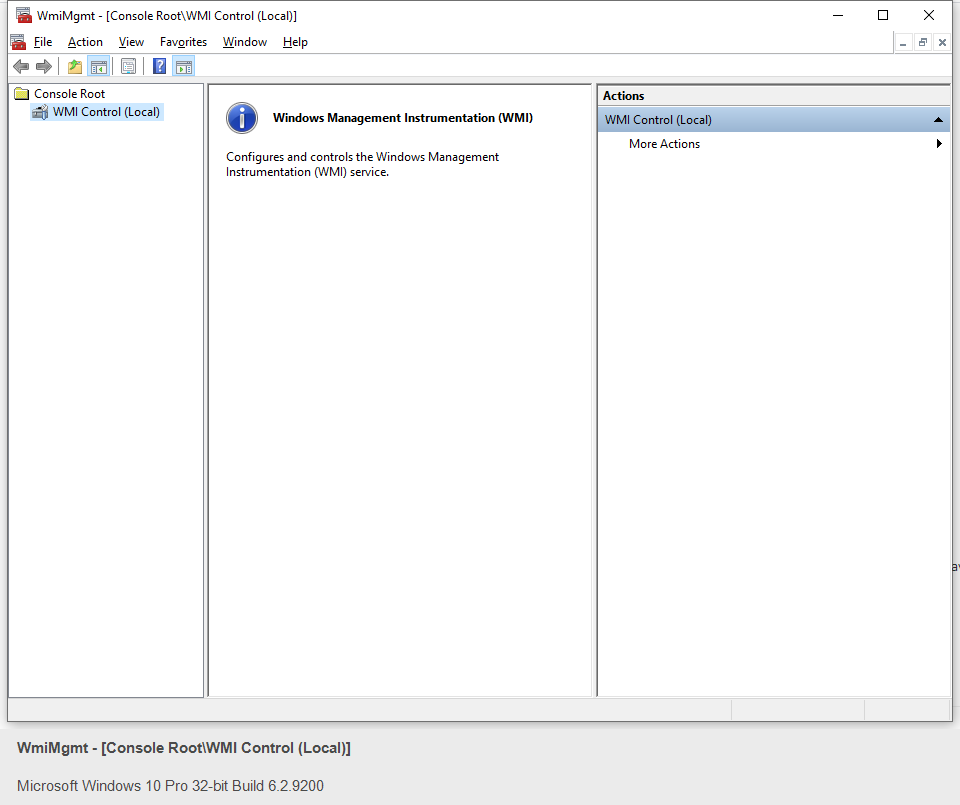 WmiMgmt - [Console Root\WMI Control (Local)]
File Action View Favorites Window Help
Console Root
WMI Control (Local)
Windows Management Instrumentation (WMI)
Configures and controls the Windows Management
Instrumentation (WMI) service.
Actions
WMI Control (Local)
More Actions
WmiMgmt - [Console Root\WMI Control (Local)]
Microsoft Windows 10 Pro 32-bit Build 6.2.9200